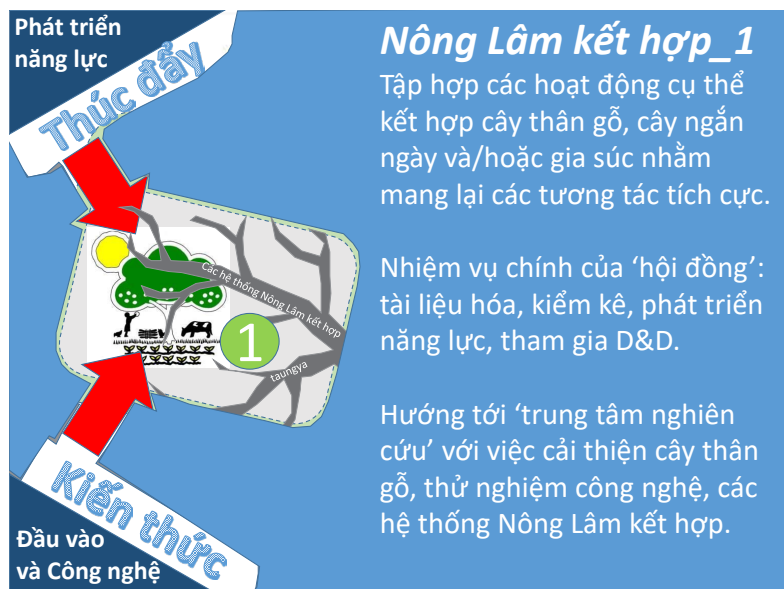 Phát triển
năng lực
Thúc đẩy
Nông Lâm kết hợp_1
Tập hợp các hoạt động cụ thể
kết hợp cây thân gỗ, cây ngắn
ngày và/hoặc gia súc nhằm
mang lại các tương tác tích cực.
Nhiệm vụ chính của ‘hội đồng’:
tài liệu hóa, kiểm kê, phát triển
năng lực, tham gia D&D.
Hướng tới ‘trung tâm nghiên
cứu’ với việc cải thiện cây thân
gỗ, thử nghiệm công nghệ, các
hệ thống Nông Lâm kết hợp.
Các hệ thống Nông Lâm kết hợp
1
taungya
Kiến thức
Đầu vào
và Công nghệ